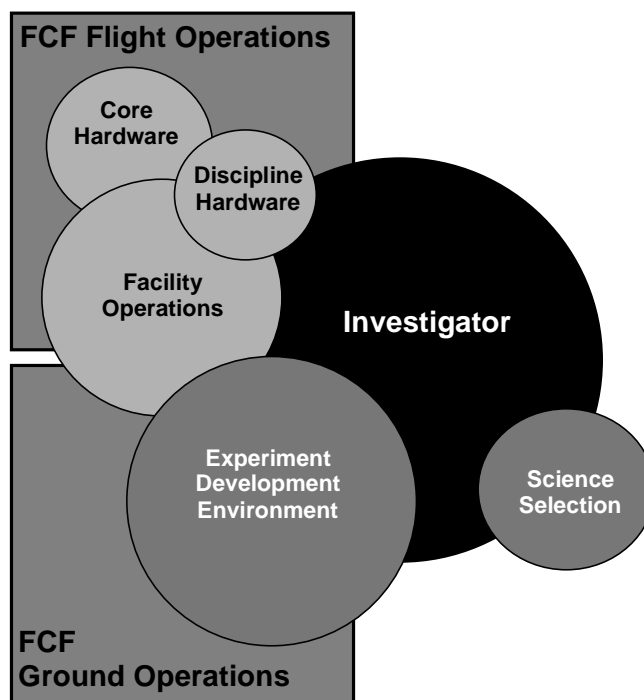 FCF Flight Operations
Core
Hardware
Discipline
Hardware
Facility
Operations
Investigator
Experiment
Development
Environment
Science
Selection
FCF
Ground Operations